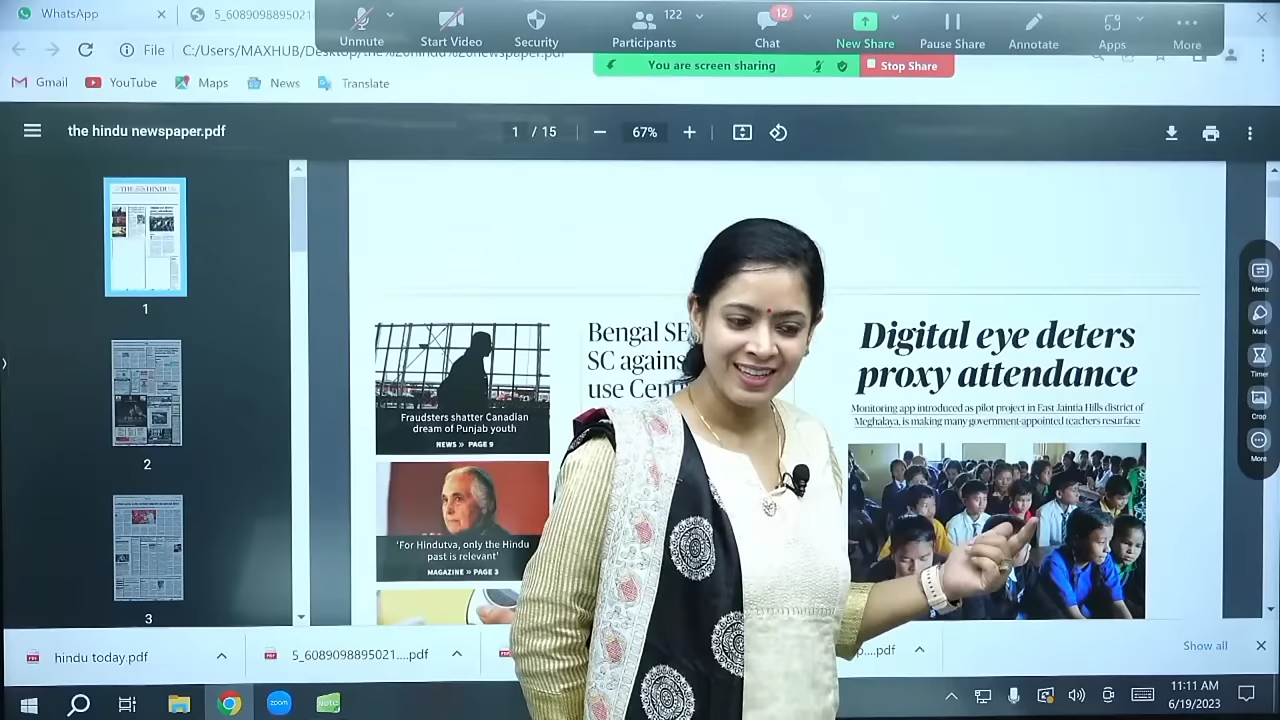 WhatsApp
5_6089098895021
Unmute
Start Video
Security
Participants
122
Chat
12
New Share
Pause Share
Annotate
Apps
More
File
You are screen sharing
Stop Share
Gmail
YouTube
Maps
News
Translate
the hindu newspaper.pdf
1 / 15
67%
THE HINDU
1
2
3
Fraudsters shatter Canadian
dream of Punjab youth
NEWS » PAGE 9
'For Hindutva, only the Hindu
past is relevant'
MAGAZINE » PAGE 3
Bengal SE
SC agains
use Cent
Digital eye deters
proxy attendance
Monitoring app introduced as pilot project in East Jaintia Hills district of
Meghalaya, is making many government-appointed teachers resurface
Menu
Mark
Timer
Crop
More
hindu today.pdf
5_6089098895021....pdf
p....pdf
Show all
zoom
11:11 AM
6/19/2023